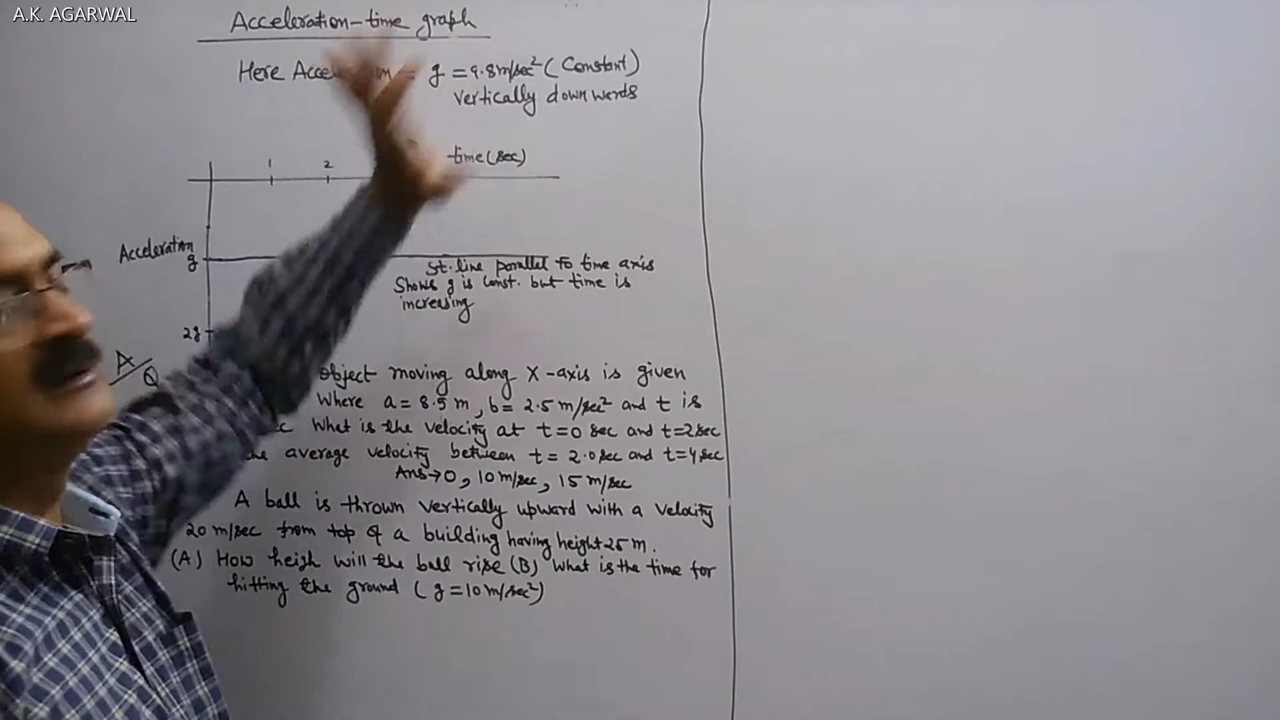 A.K. AGARWAL
Acceleration-time graph
Here = g = 9.8 m/sec² (Constant)
vertically downwards
1 2 time (sec)
Acceleration
g
St. line parallel to time axis
Shows g is Const. but time is
increasing
2g
A/Q
object moving along X-axis is given
Where a = 8.5 m, b = 2.5 m/sec² and t is
What is the velocity at t=0 sec and t=2 sec
average velocity between t = 2.0 sec and t=4 sec
Ans → 0, 10 m/sec, 15 m/sec
A ball is thrown vertically upward with a velocity
20 m/sec from top of a building having height 25 m.
(A) How heigh will the ball rise (B) What is the time for
hitting the ground (g = 10 m/sec²)